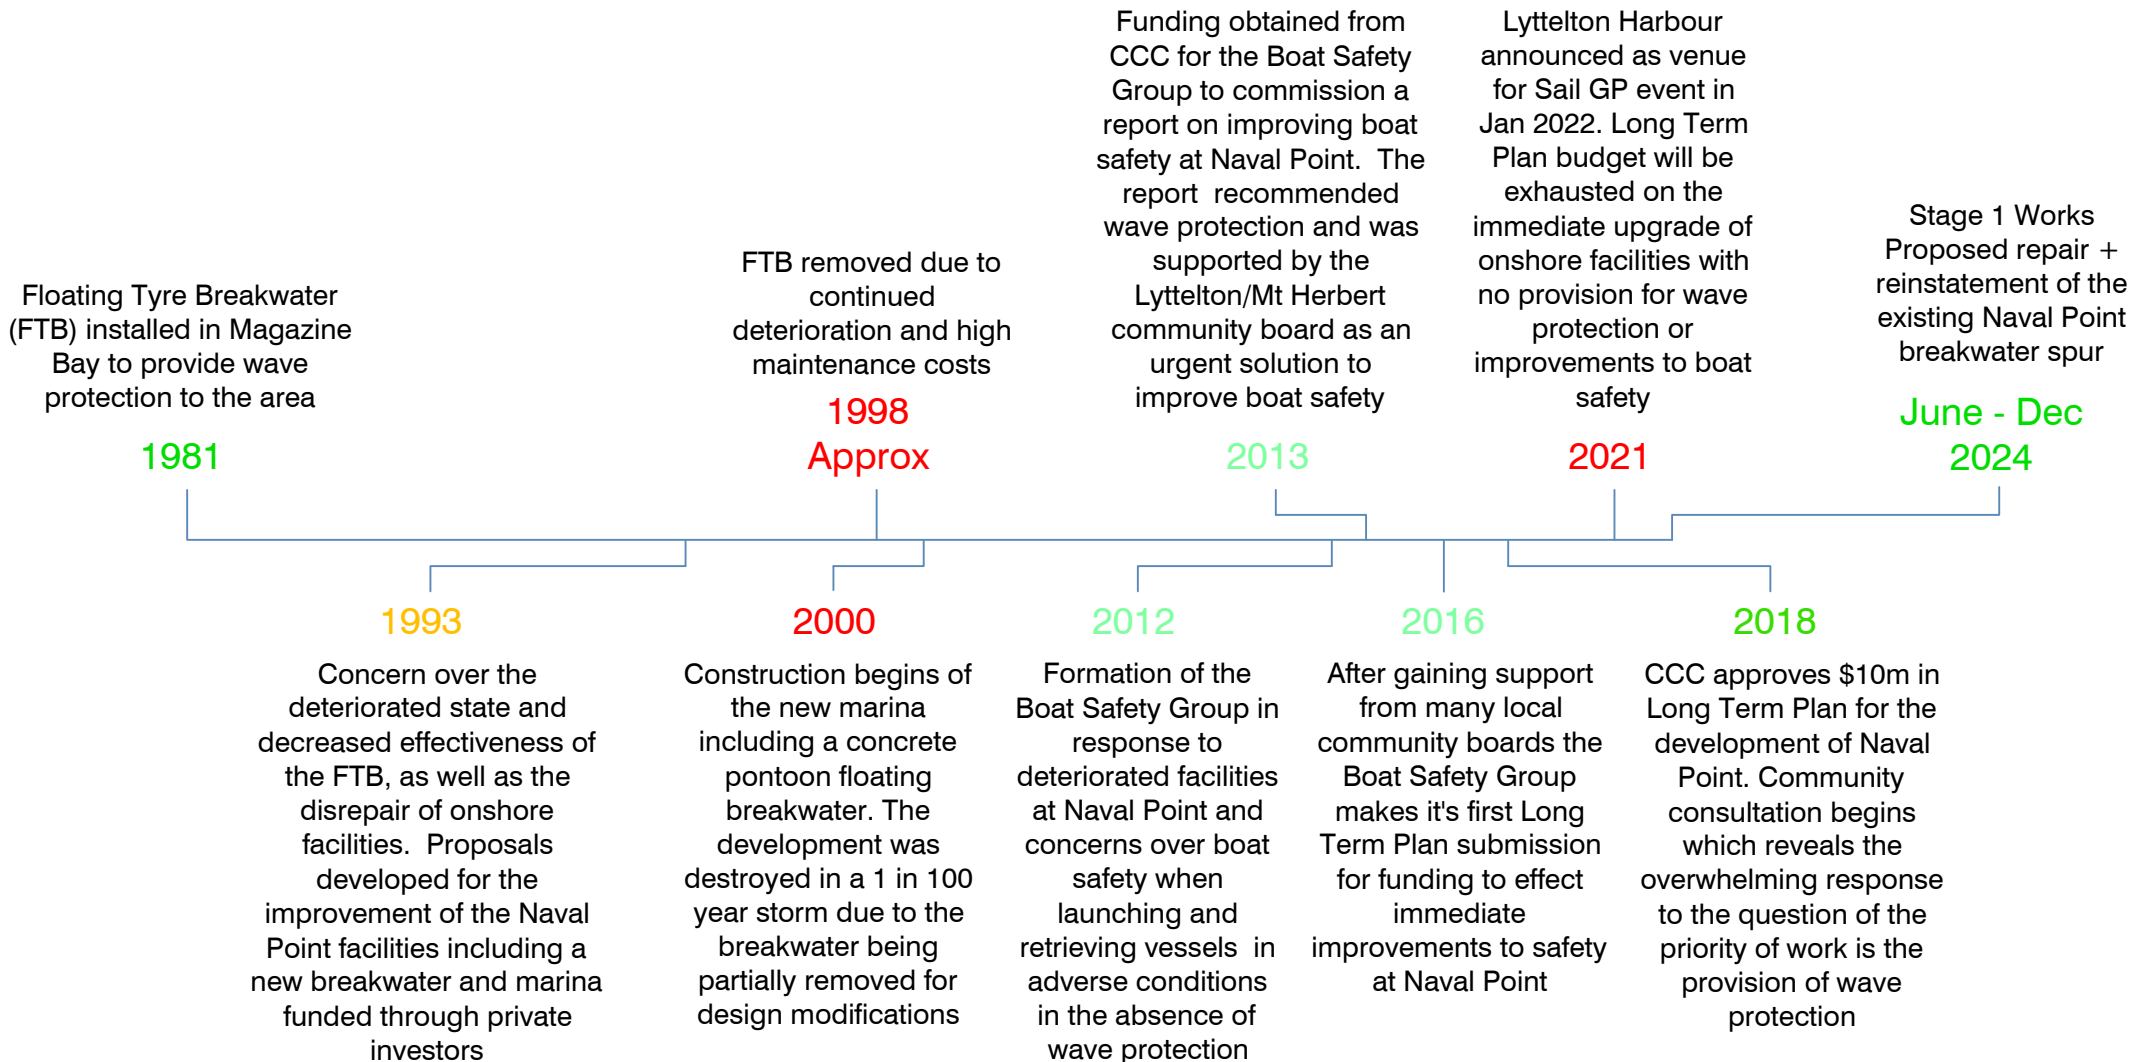 Floating Tyre Breakwater
(FTB) installed in Magazine
Bay to provide wave
protection to the area
1981
FTB removed due to
continued
deterioration and high
maintenance costs
1998
Approx
Funding obtained from
CCC for the Boat Safety
Group to commission a
report on improving boat
safety at Naval Point.  The
report  recommended
wave protection and was
supported by the
Lyttelton/Mt Herbert
community board as an
urgent solution to
improve boat safety
2013
Lyttelton Harbour
announced as venue
for Sail GP event in
Jan 2022. Long Term
Plan budget will be
exhausted on the
immediate upgrade of
onshore facilities with
no provision for wave
protection or
improvements to boat
safety
2021
Stage 1 Works
Proposed repair +
reinstatement of the
existing Naval Point
breakwater spur
June - Dec
2024
1993
Concern over the
deteriorated state and
decreased effectiveness of
the FTB, as well as the
disrepair of onshore
facilities.  Proposals
developed for the
improvement of the Naval
Point facilities including a
new breakwater and marina
funded through private
investors
2000
Construction begins of
the new marina
including a concrete
pontoon floating
breakwater. The
development was
destroyed in a 1 in 100
year storm due to the
breakwater being
partially removed for
design modifications
2012
Formation of the
Boat Safety Group in
response to
deteriorated facilities
at Naval Point and
concerns over boat
safety when
launching and
retrieving vessels  in
adverse conditions
in the absence of
wave protection
2016
After gaining support
from many local
community boards the
Boat Safety Group
makes it's first Long
Term Plan submission
for funding to effect
immediate
improvements to safety
at Naval Point
2018
CCC approves $10m in
Long Term Plan for the
development of Naval
Point. Community
consultation begins
which reveals the
overwhelming response
to the question of the
priority of work is the
provision of wave
protection